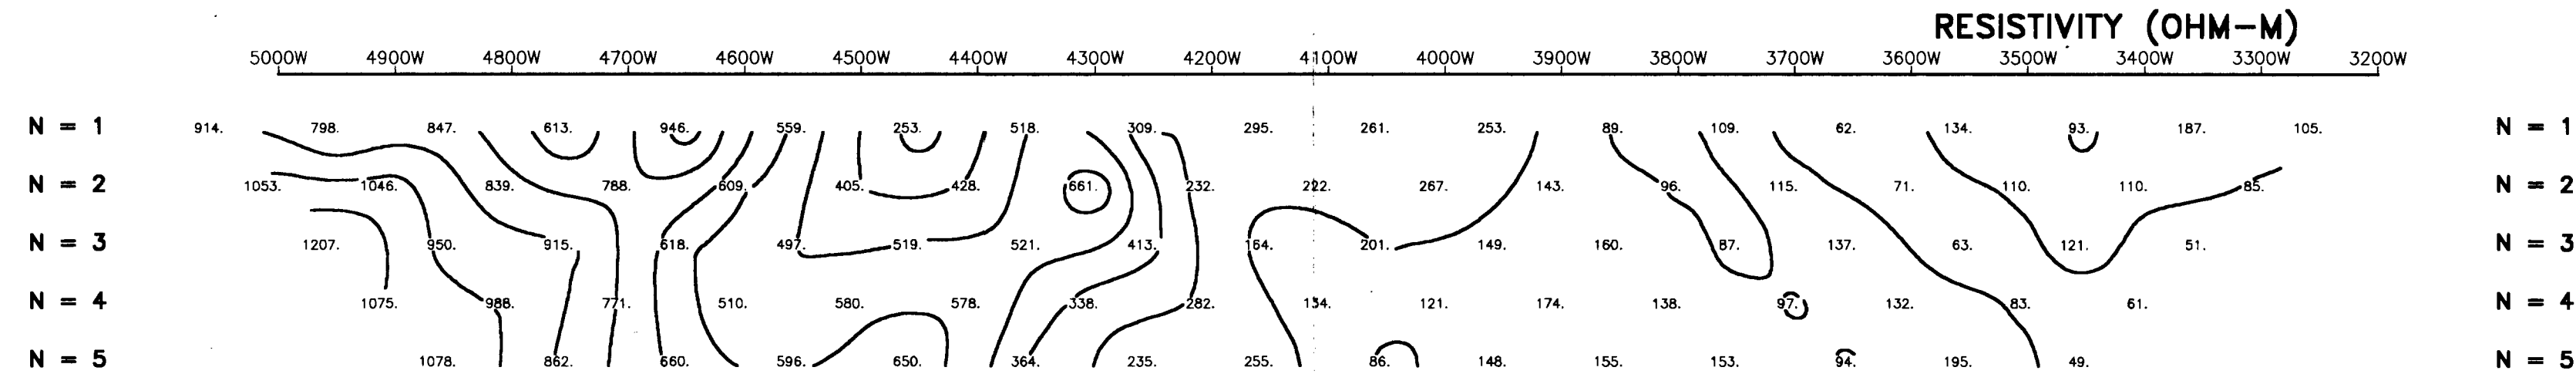 RESISTIVITY (OHM-M)
5000W 4900W 4800W 4700W 4600W 4500W 4400W 4300W 4200W 4100W 4000W 3900W 3800W 3700W 3600W 3500W 3400W 3300W 3200W
N = 1 914. 798. 847. 613. 946. 559. 253. 518. 309. 295. 261. 253. 89. 109. 62. 134. 93. 187. 105. N = 1
N = 2 1053. 1046. 839. 788. 609. 405. 428. 661. 232. 222. 267. 143. 96. 115. 71. 110. 110. 85. N = 2
N = 3 1207. 950. 915. 618. 497. 519. 521. 413. 164. 201. 149. 160. 87. 137. 63. 121. 51. N = 3
N = 4 1075. 988. 771. 510. 580. 578. 338. 282. 134. 121. 174. 138. 97. 132. 83. 61. N = 4
N = 5 1078. 862. 660. 596. 650. 364. 235. 255. 86. 148. 155. 153. 94. 195. 49. N = 5